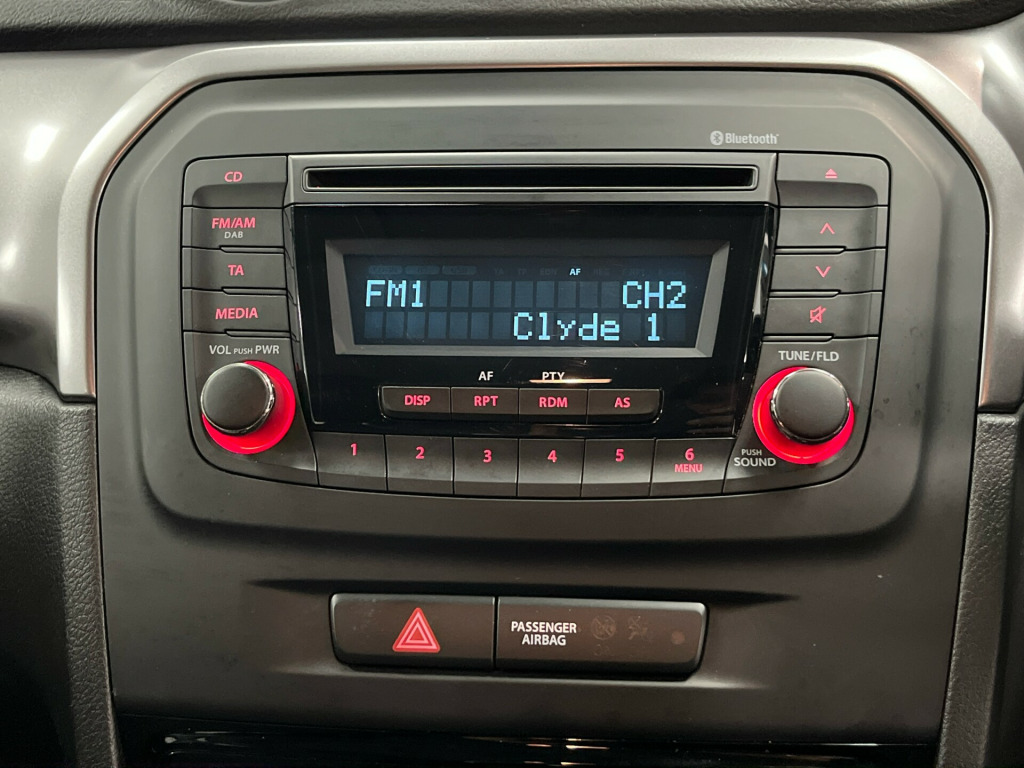 Bluetooth
CD
FM/AM
DAB
TA
MEDIA
AF
FM1 CH2
Clyde 1
VOL PUSH PWR
TUNE/FLD
AF PTY
DISP RPT RDM AS
1 2 3 4 5 6
MENU
PUSH
SOUND
PASSENGER
AIRBAG